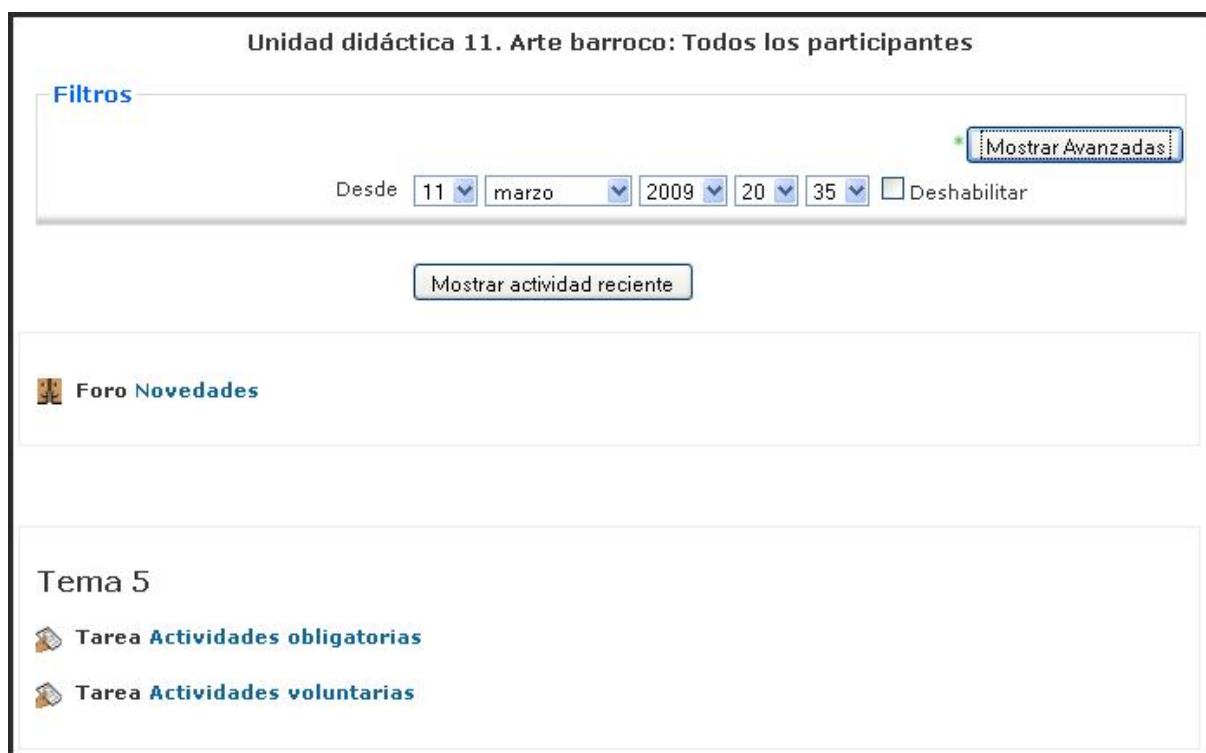 Unidad didáctica 11. Arte barroco: Todos los participantes
Filtros
* Mostrar Avanzadas
Desde 11 marzo 2009 20 35 Deshabilitar
Mostrar actividad reciente
Foro Novedades
Tema 5
Tarea Actividades obligatorias
Tarea Actividades voluntarias